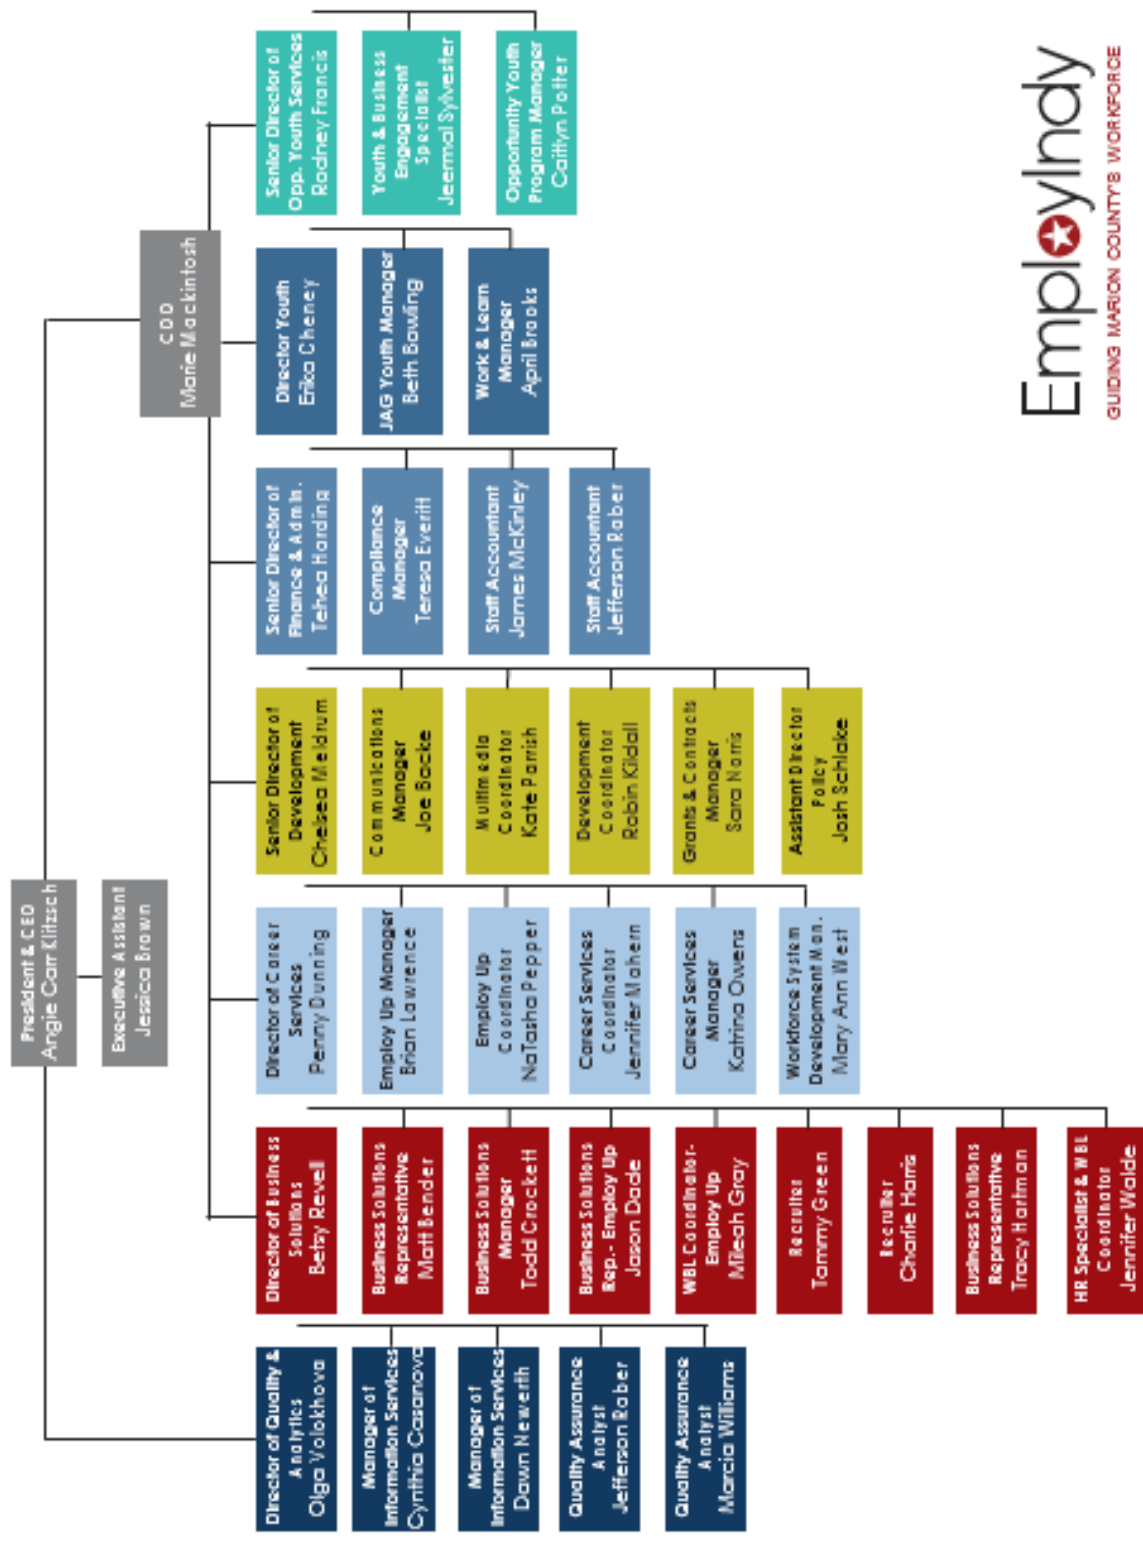 President & CEO
Angie Carr Klitzsch
Executive Assistant
Jessica Brown
COO
Marie Mackintosh
Director of Quality &
Analytics
Olga Volokhova
Manager of
Information Services
Cynthia Casanova
Manager of
Information Services
Dawn Newerth
Quality Assurance
Analyst
Jefferson Raber
Quality Assurance
Analyst
Marcia Williams
Director of Business
Solutions
Betsy Revell
Business Solutions
Representative
Matt Bender
Business Solutions
Manager
Todd Crockett
Business Solutions
Rep.- Employ Up
Jason Dade
WBL Coordinator-
Employ Up
Mileah Gray
Recruiter
Tammy Green
Recruiter
Charlie Harris
Business Solutions
Representative
Tracy Hartman
HR Specialist & WBL
Coordinator
Jennifer Walde
Director of Career
Services
Penny Dunning
Employ Up Manager
Brian Lawrence
Employ Up
Coordinator
NaTasha Pepper
Career Services
Coordinator
Jennifer Mahern
Career Services
Manager
Katrina Owens
Workforce System
Development Man.
Mary Ann West
Senior Director of
Development
Chelsea Meldrum
Communications
Manager
Joe Backe
Multimedia
Coordinator
Kate Parrish
Development
Coordinator
Robin Kildall
Grants & Contracts
Manager
Sara Norris
Assistant Director
Policy
Josh Schlake
Senior Director of
Finance & Admin.
Tehea Harding
Compliance
Manager
Teresa Everitt
Staff Accountant
James McKinley
Staff Accountant
Jefferson Raber
Director Youth
Erika Cheney
JAG Youth Manager
Beth Bowling
Work & Learn
Manager
April Brooks
Senior Director of
Opp. Youth Services
Rodney Francis
Youth & Business
Engagement
Specialist
Jeermal Sylvester
Opportunity Youth
Program Manager
Caitlyn Potter
EmployIndy
GUIDING MARION COUNTY'S WORKFORCE